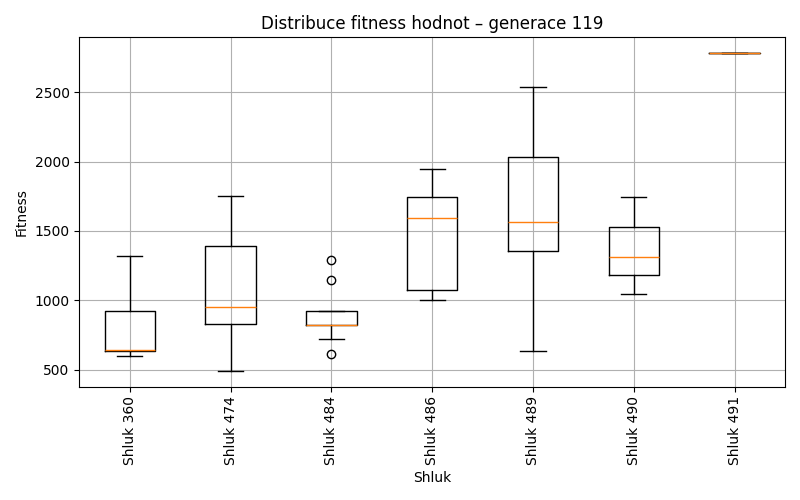 Distribuce fitness hodnot – generace 119
Fitness
2500
2000
1500
1000
500
Shluk 360
Shluk 474
Shluk 484
Shluk 486
Shluk 489
Shluk 490
Shluk 491
Shluk